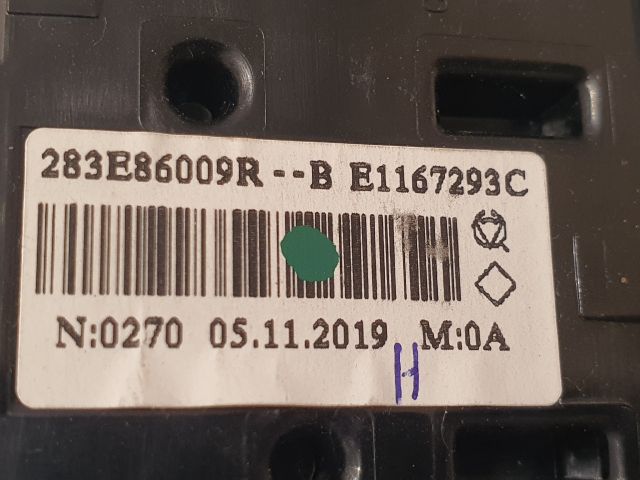 283E86009R --B E1167293C
N:0270 05.11.2019 M:0A
H